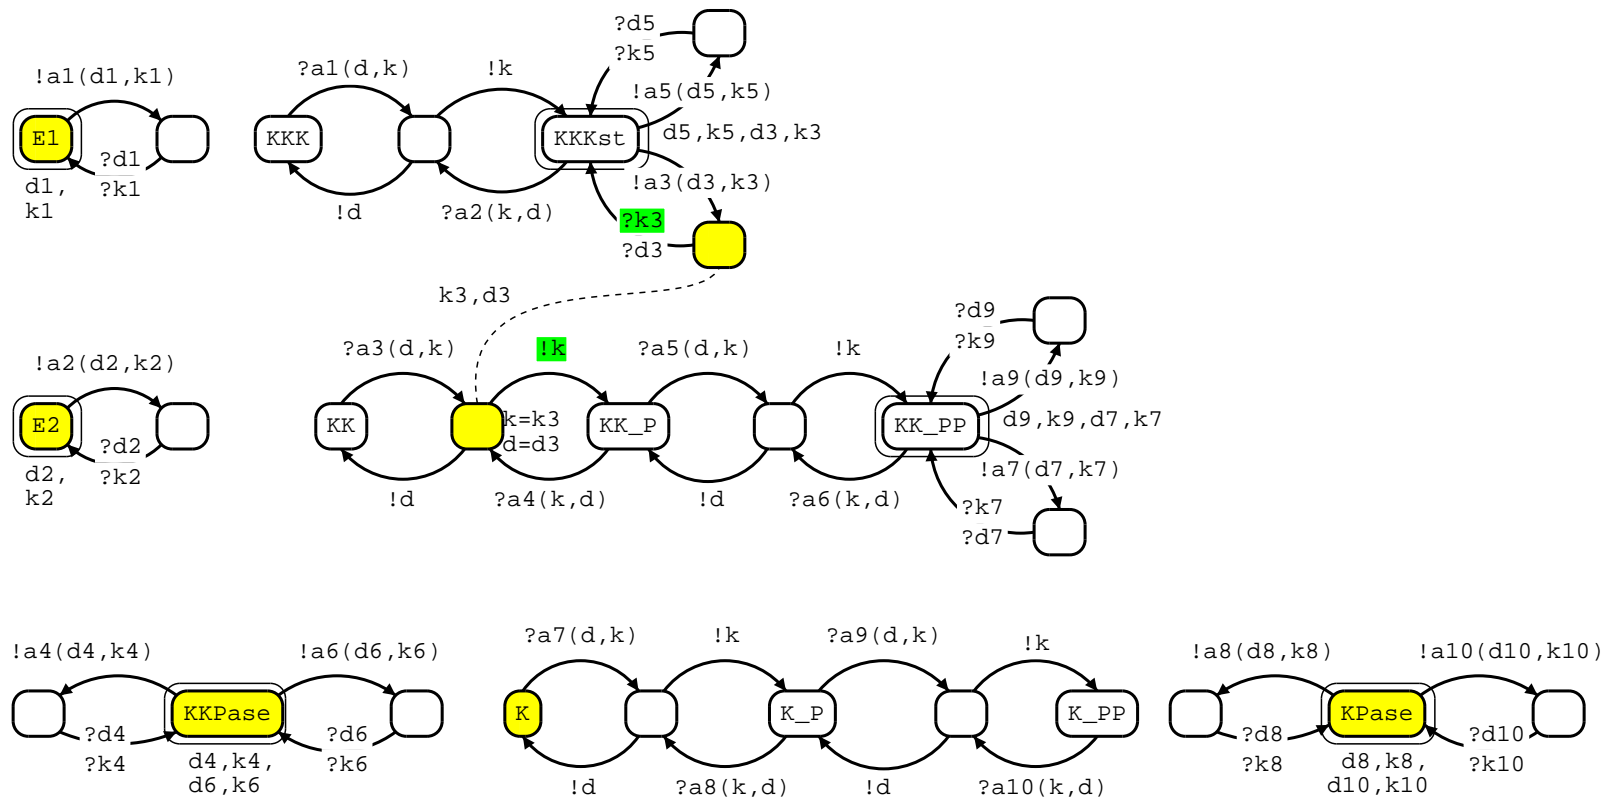 ?d5
?k5
!a1(d1,k1)
?a1(d,k)
!k
!a5(d5,k5)
E1
KKK
KKKst
d5,k5,d3,k3
?d1
?k1
d1,
k1
!a3(d3,k3)
!d
?a2(k,d)
?k3
?d3
k3,d3
?d9
?k9
!a2(d2,k2)
?a3(d,k)
!k
?a5(d,k)
!k
!a9(d9,k9)
E2
KK
k=k3
d=d3
KK_P
KK_PP
d9,k9,d7,k7
?d2
?k2
d2,
k2
!a7(d7,k7)
!d
?a4(k,d)
!d
?a6(k,d)
?k7
?d7
!a4(d4,k4)
!a6(d6,k6)
?a7(d,k)
!k
?a9(d,k)
!k
!a8(d8,k8)
!a10(d10,k10)
KKPase
K
K_P
K_PP
KPase
?d4
?k4
d4,k4,
d6,k6
?d6
?k6
!d
?a8(k,d)
!d
?a10(k,d)
?d8
?k8
d8,k8,
d10,k10
?d10
?k10